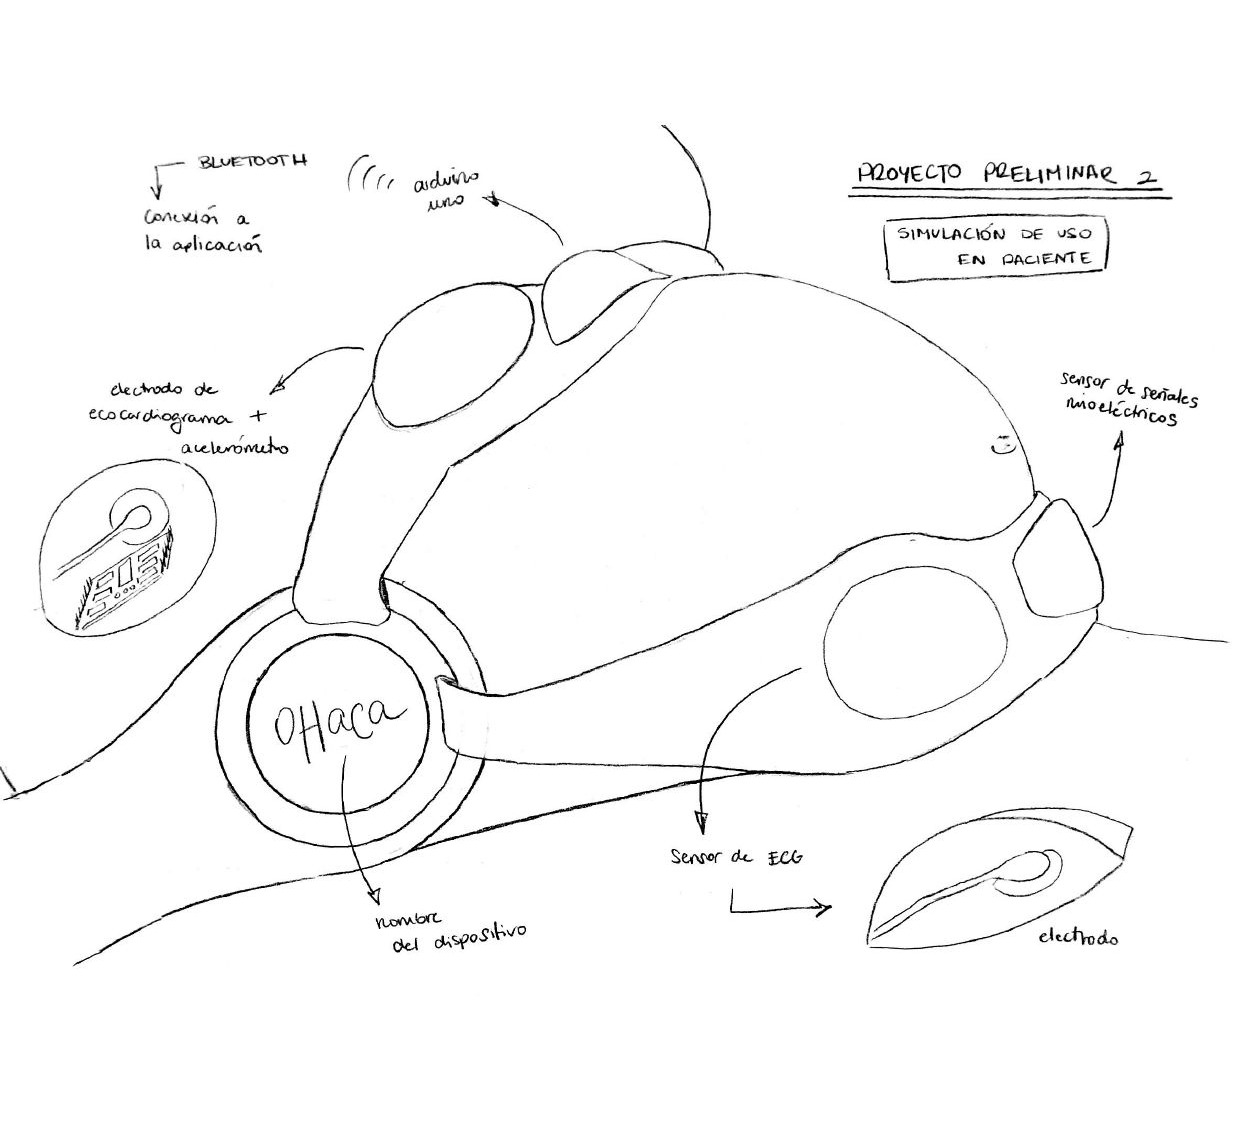 PROYECTO PRELIMINAR 2
SIMULACIÓN DE USO
EN PACIENTE
BLUETOOTH
conexión a
la aplicación
arduino
uno
electrodo de
ecocardiograma +
acelerómetro
sensor de señales
mioeléctricos
OHaca
nombre
del dispositivo
Sensor de ECG
electrodo